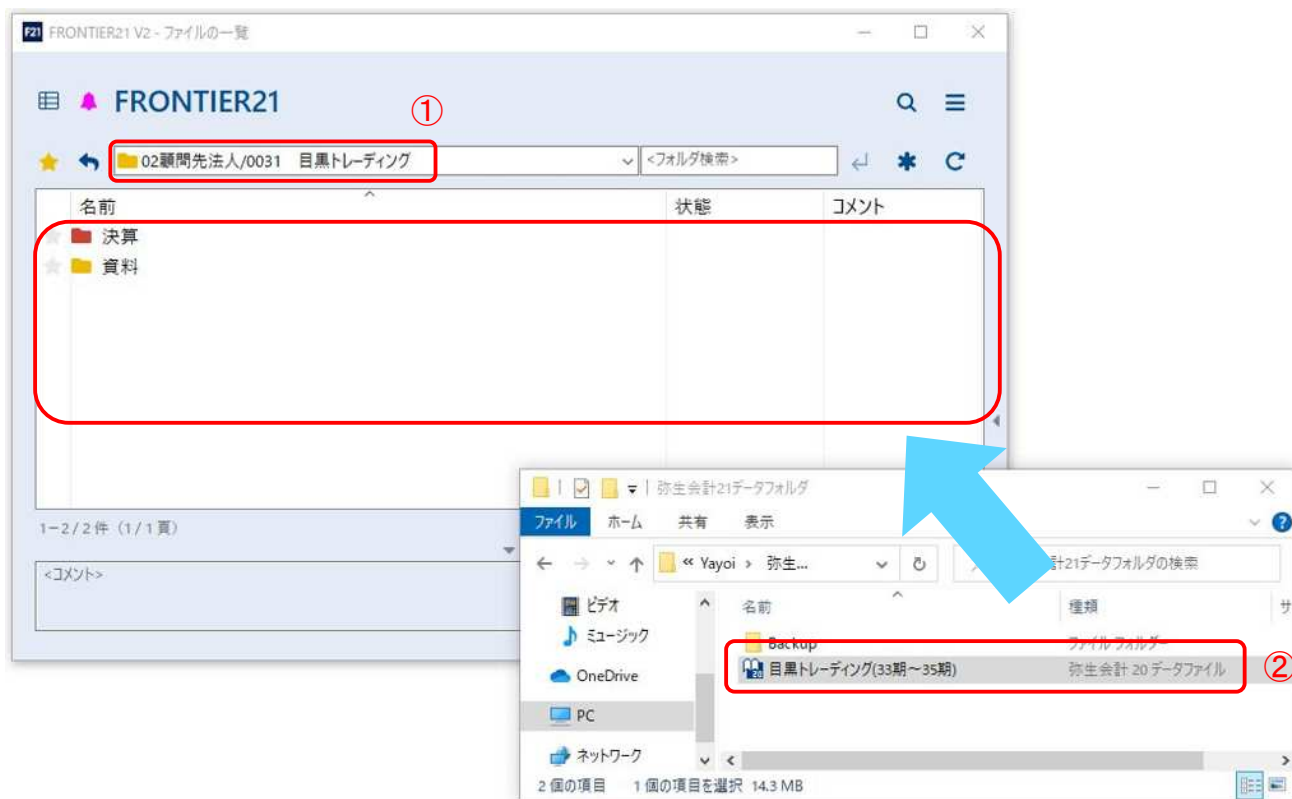 F21 FRONTIER21 V2 - ファイルの一覧
FRONTIER21
①
02顧問先法人/0031 目黒トレーディング
<フォルダ検索>
名前 状態 コメント
決算
資料
1-2/2件 (1/1頁)
<コメント>
弥生会計21データフォルダ
ファイル ホーム 共有 表示
« Yayoi › 弥生...
計21データフォルダの検索
名前 種類 サ
ビデオ
ミュージック
OneDrive
PC
ネットワーク
Backup ファイル フォルダー
目黒トレーディング(33期～35期) 弥生会計 20 データファイル
②
2 個の項目 1 個の項目を選択 14.3 MB